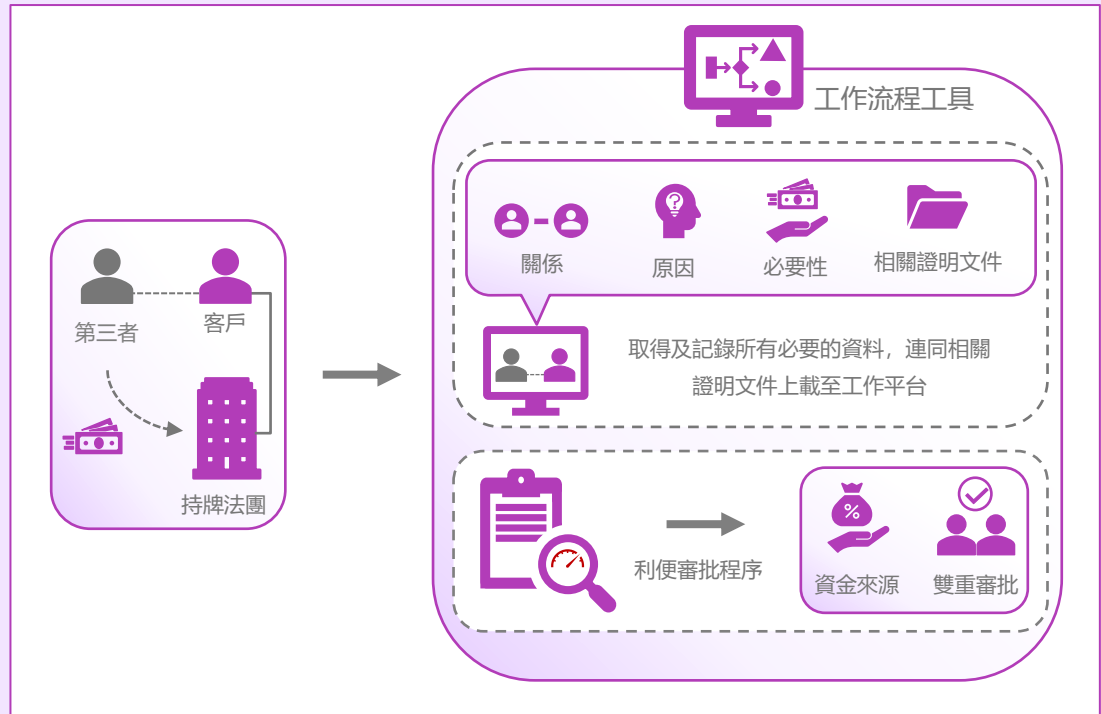 工作流程工具
關係
原因
必要性
相關證明文件
第三者
客戶
取得及記錄所有必要的資料，連同相關
證明文件上載至工作平台
持牌法團
利便審批程序
%
資金來源
雙重審批
?